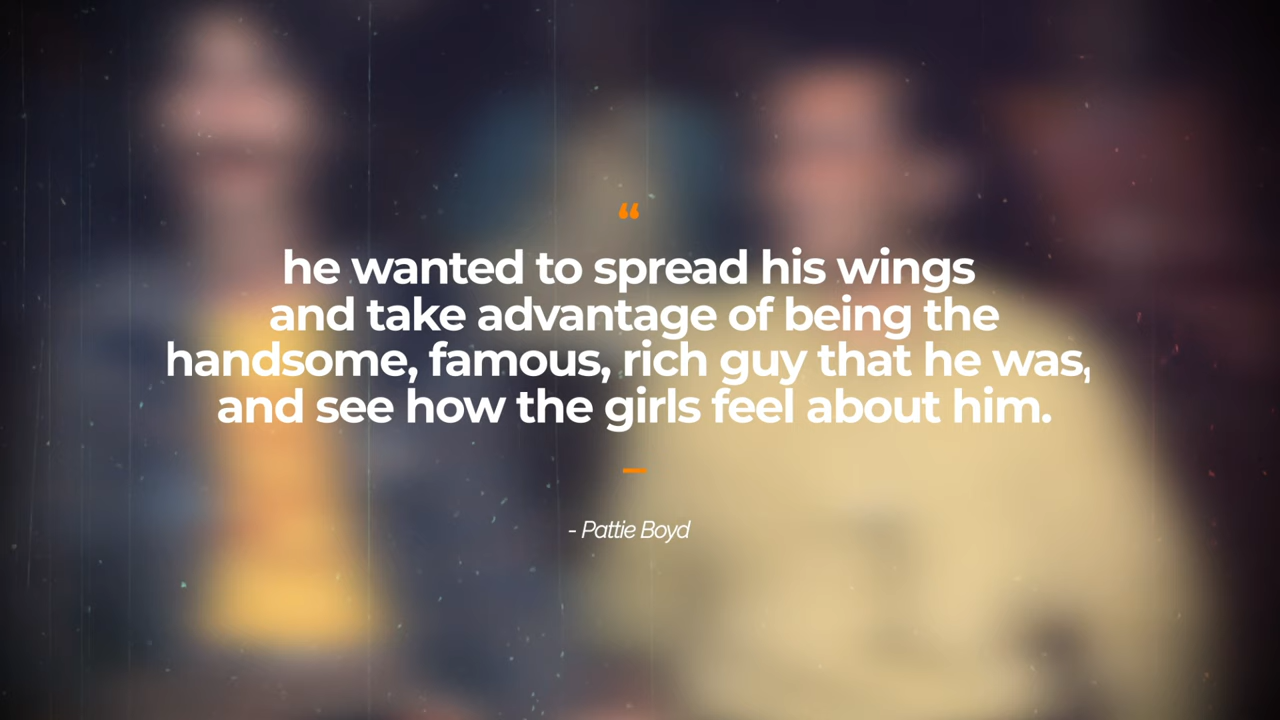 “
he wanted to spread his wings
and take advantage of being the
handsome, famous, rich guy that he was,
and see how the girls feel about him.
- Pattie Boyd